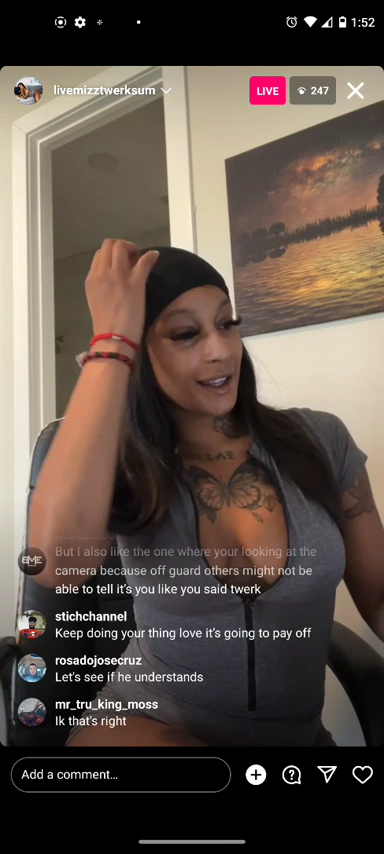 1:52
livemizztwerksum
LIVE
247
But I also like the one where your looking at the
camera because off guard others might not be
able to tell it's you like you said twerk
stichchannel
Keep doing your thing love it's going to pay off
rosadojosecruz
Let's see if he understands
mr_tru_king_moss
Ik that's right
Add a comment...